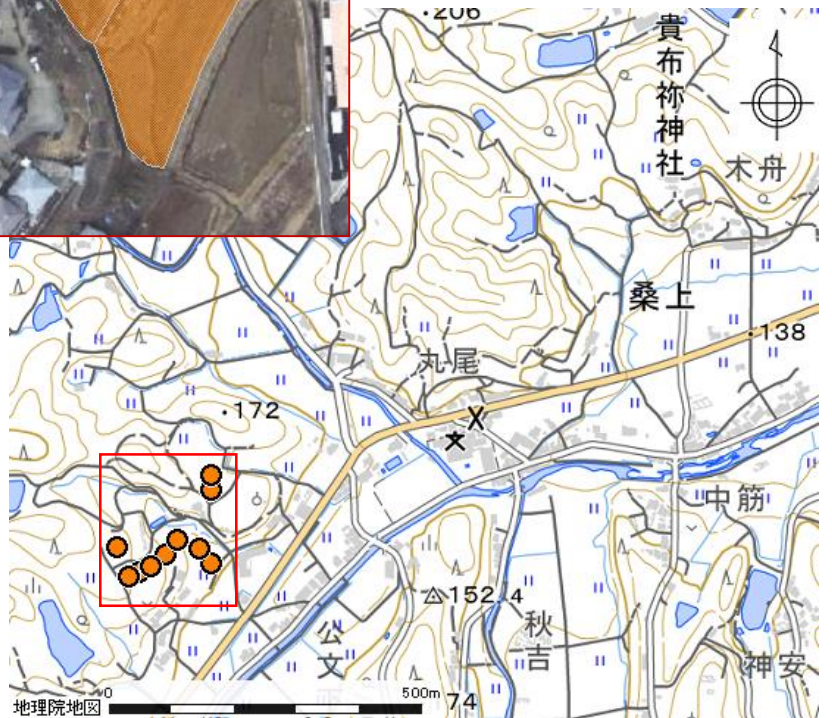 ・206
貴布祢神社
木舟
桑上
・138
丸尾
・172
中筋
152.4
公文
秋吉
神安
74
0
500m
地理院地図